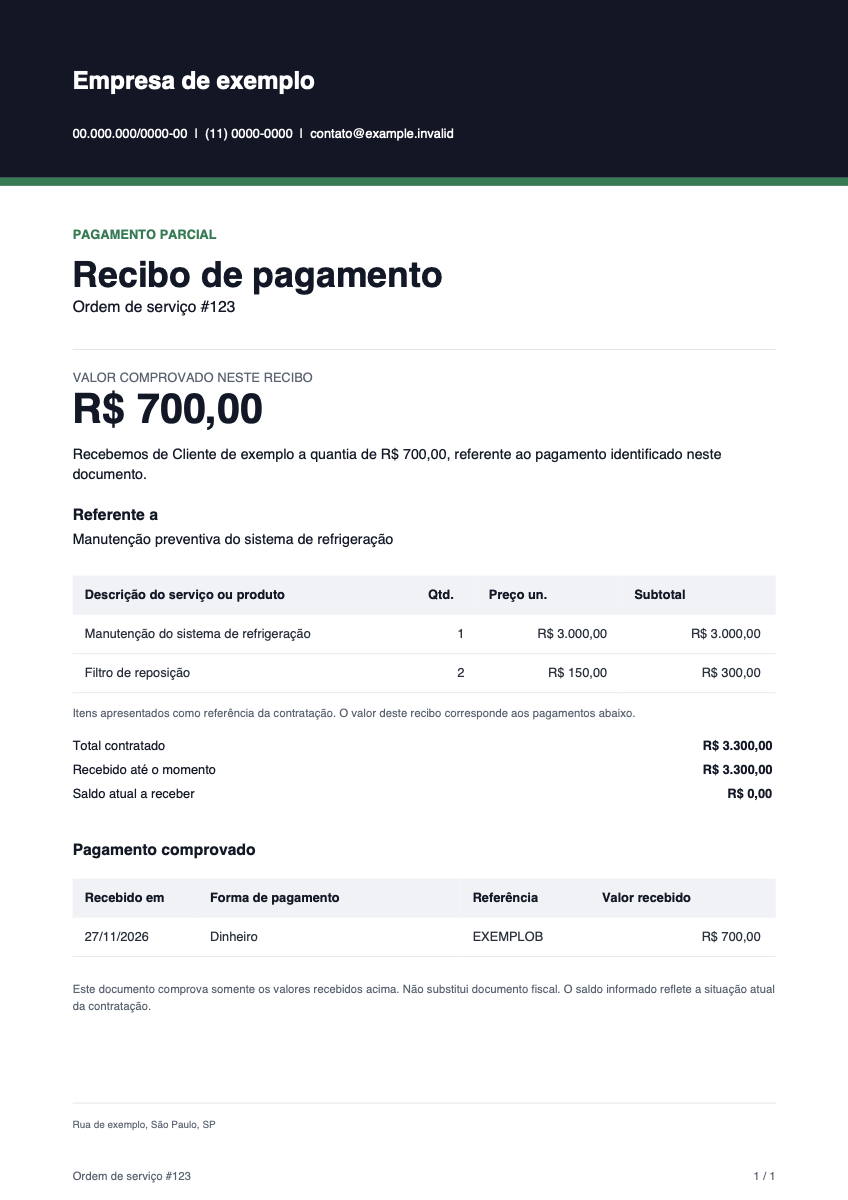 Empresa de exemplo
00.000.000/0000-00 | (11) 0000-0000 | contato@example.invalid
PAGAMENTO PARCIAL
Recibo de pagamento
Ordem de serviço #123
VALOR COMPROVADO NESTE RECIBO
R$ 700,00
Recebemos de Cliente de exemplo a quantia de R$ 700,00, referente ao pagamento identificado neste
documento.
Referente a
Manutenção preventiva do sistema de refrigeração
Descrição do serviço ou produto Qtd. Preço un. Subtotal
Manutenção do sistema de refrigeração 1 R$ 3.000,00 R$ 3.000,00
Filtro de reposição 2 R$ 150,00 R$ 300,00
Itens apresentados como referência da contratação. O valor deste recibo corresponde aos pagamentos abaixo.
Total contratado R$ 3.300,00
Recebido até o momento R$ 3.300,00
Saldo atual a receber R$ 0,00
Pagamento comprovado
Recebido em Forma de pagamento Referência Valor recebido
27/11/2026 Dinheiro EXEMPLOB R$ 700,00
Este documento comprova somente os valores recebidos acima. Não substitui documento fiscal. O saldo informado reflete a situação atual
da contratação.
Rua de exemplo, São Paulo, SP
Ordem de serviço #123 1 / 1